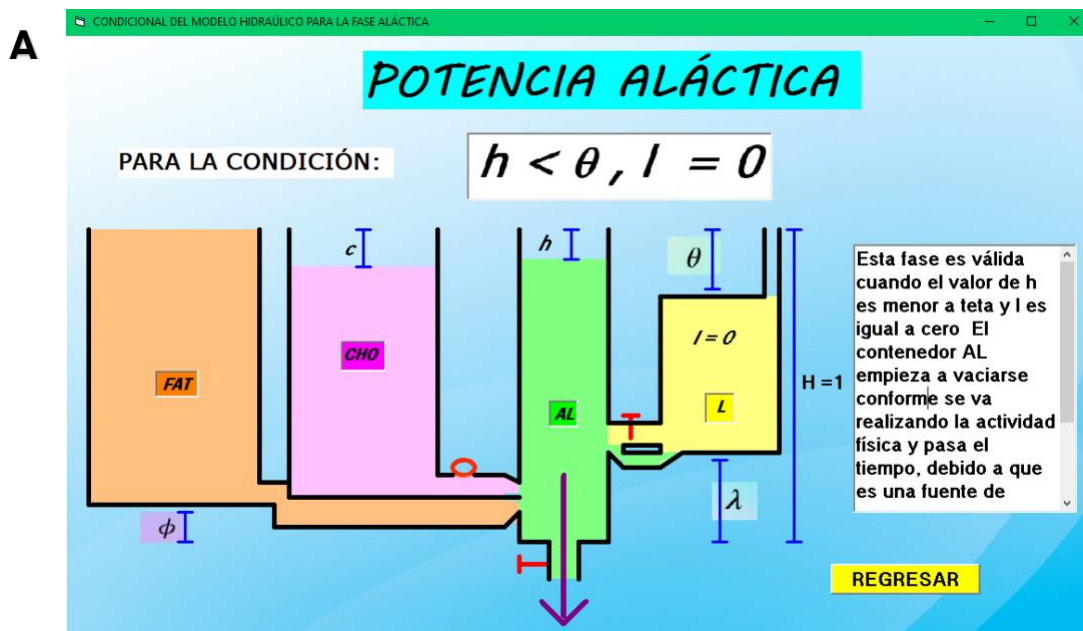 A
CONDICIONAL DEL MODELO HIDRAÚLICO PARA LA FASE ALÁCTICA
POTENCIA ALÁCTICA
PARA LA CONDICIÓN:
h < θ , l = 0
c
h
θ
l = 0
CHO
FAT
AL
L
H =1
ϕ
λ
Esta fase es válida
cuando el valor de h
es menor a teta y l es
igual a cero El
contenedor AL
empieza a vaciarse
conforme se va
realizando la actividad
física y pasa el
tiempo, debido a que
es una fuente de
REGRESAR